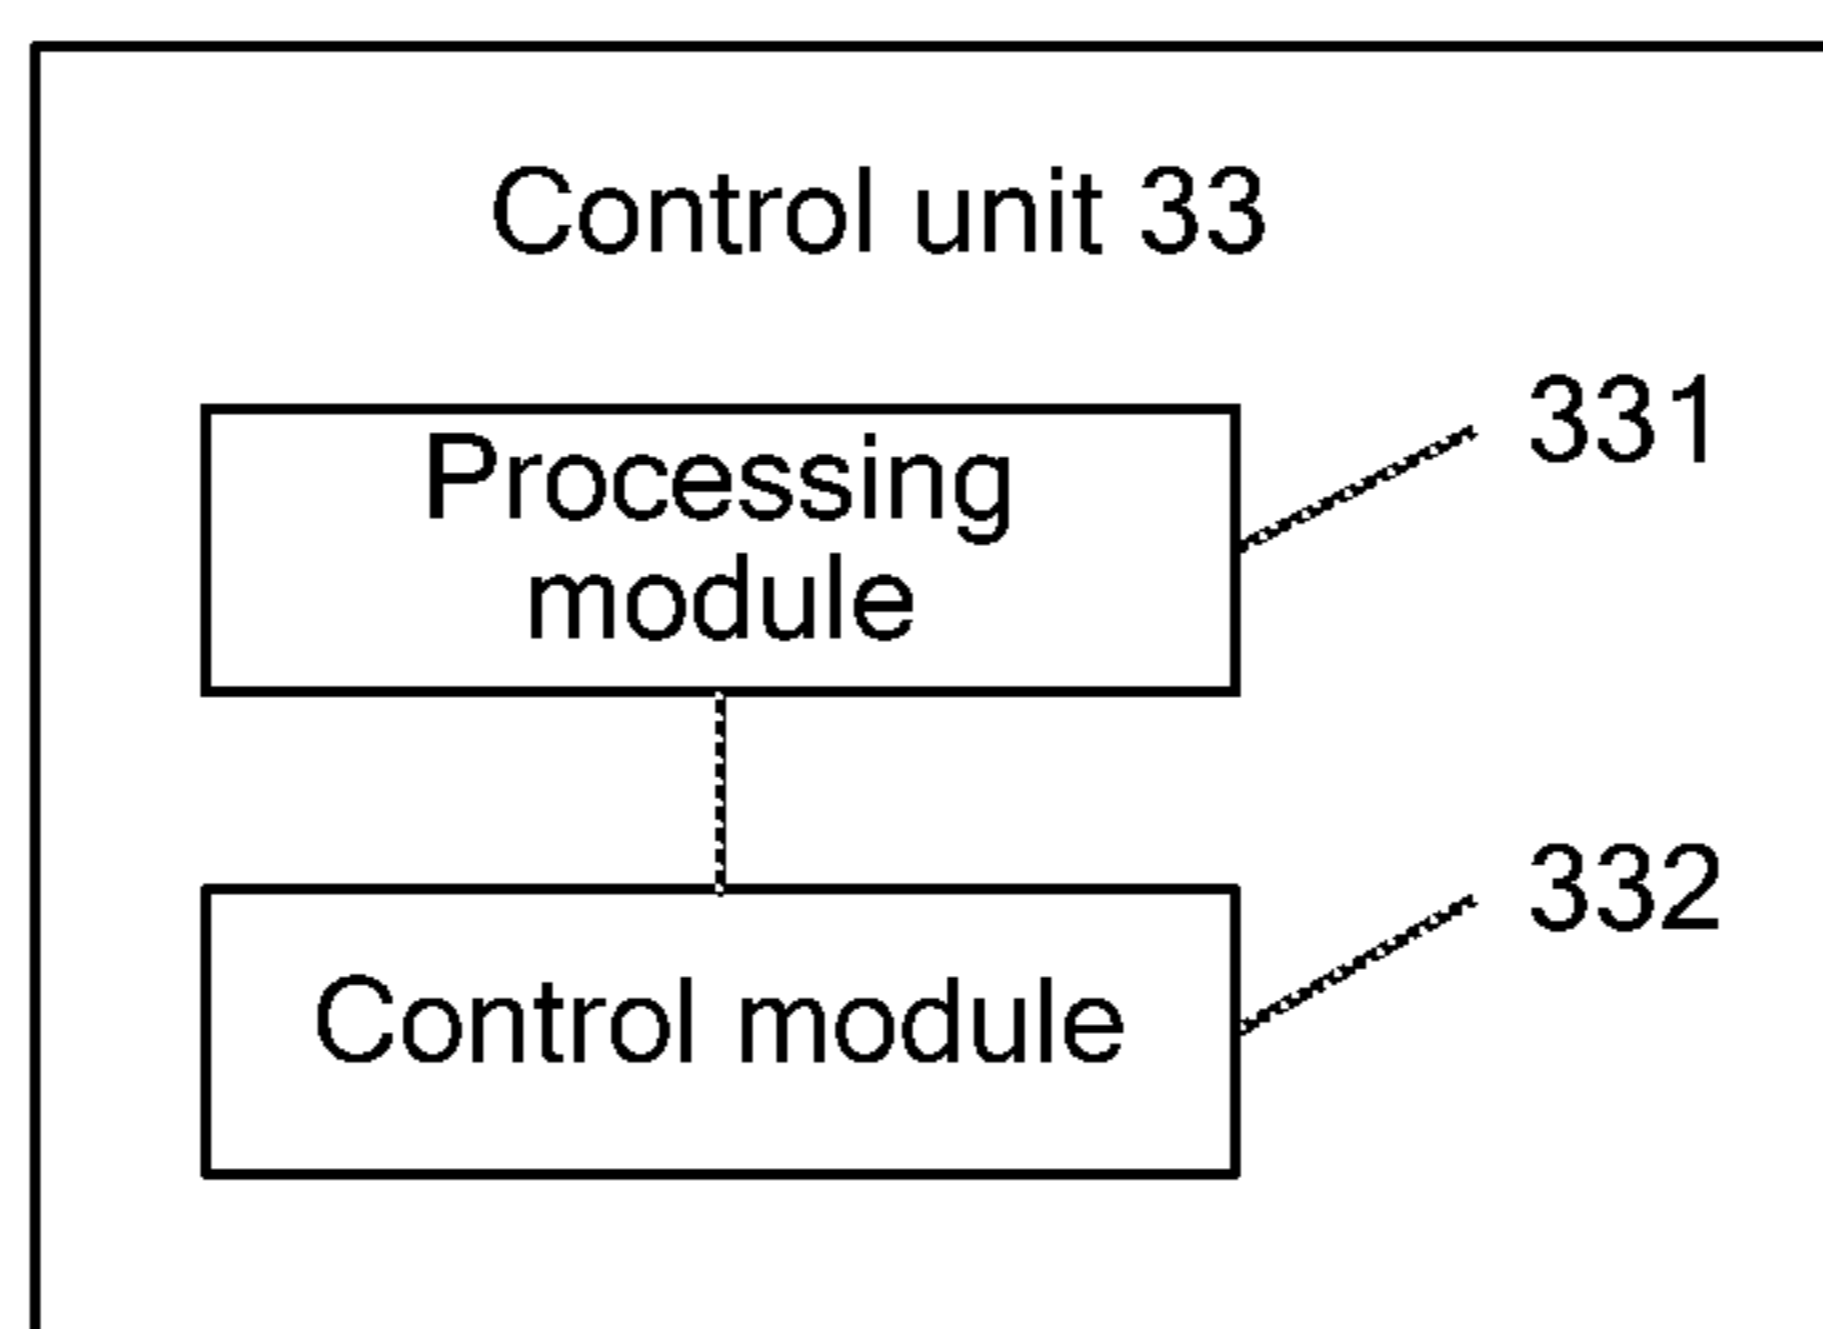 Control unit 33
331
Processing
module
332
Control module